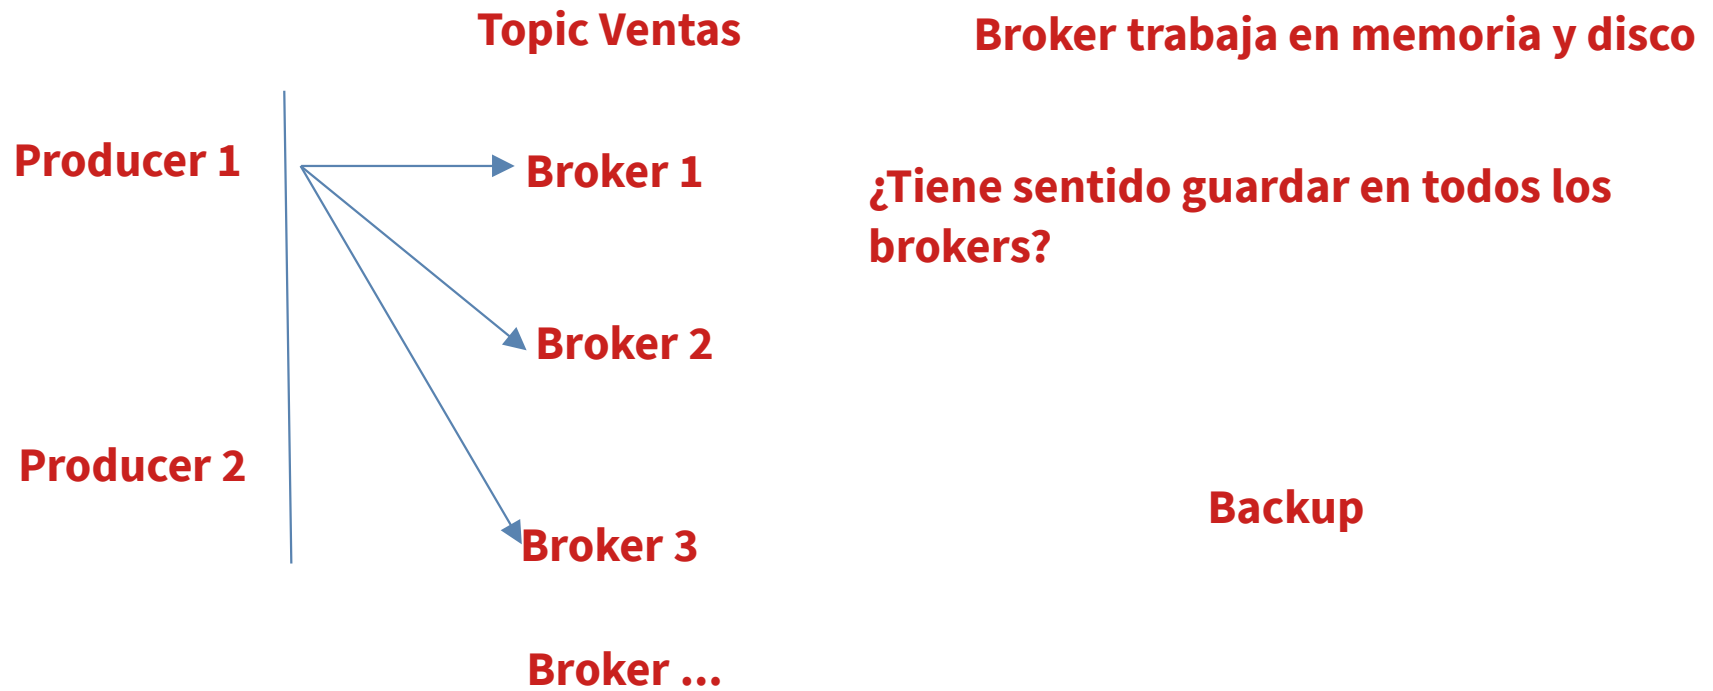 Topic Ventas
Broker trabaja en memoria y disco
Producer 1
Broker 1
¿Tiene sentido guardar en todos los
brokers?
Broker 2
Producer 2
Backup
Broker 3
Broker ...